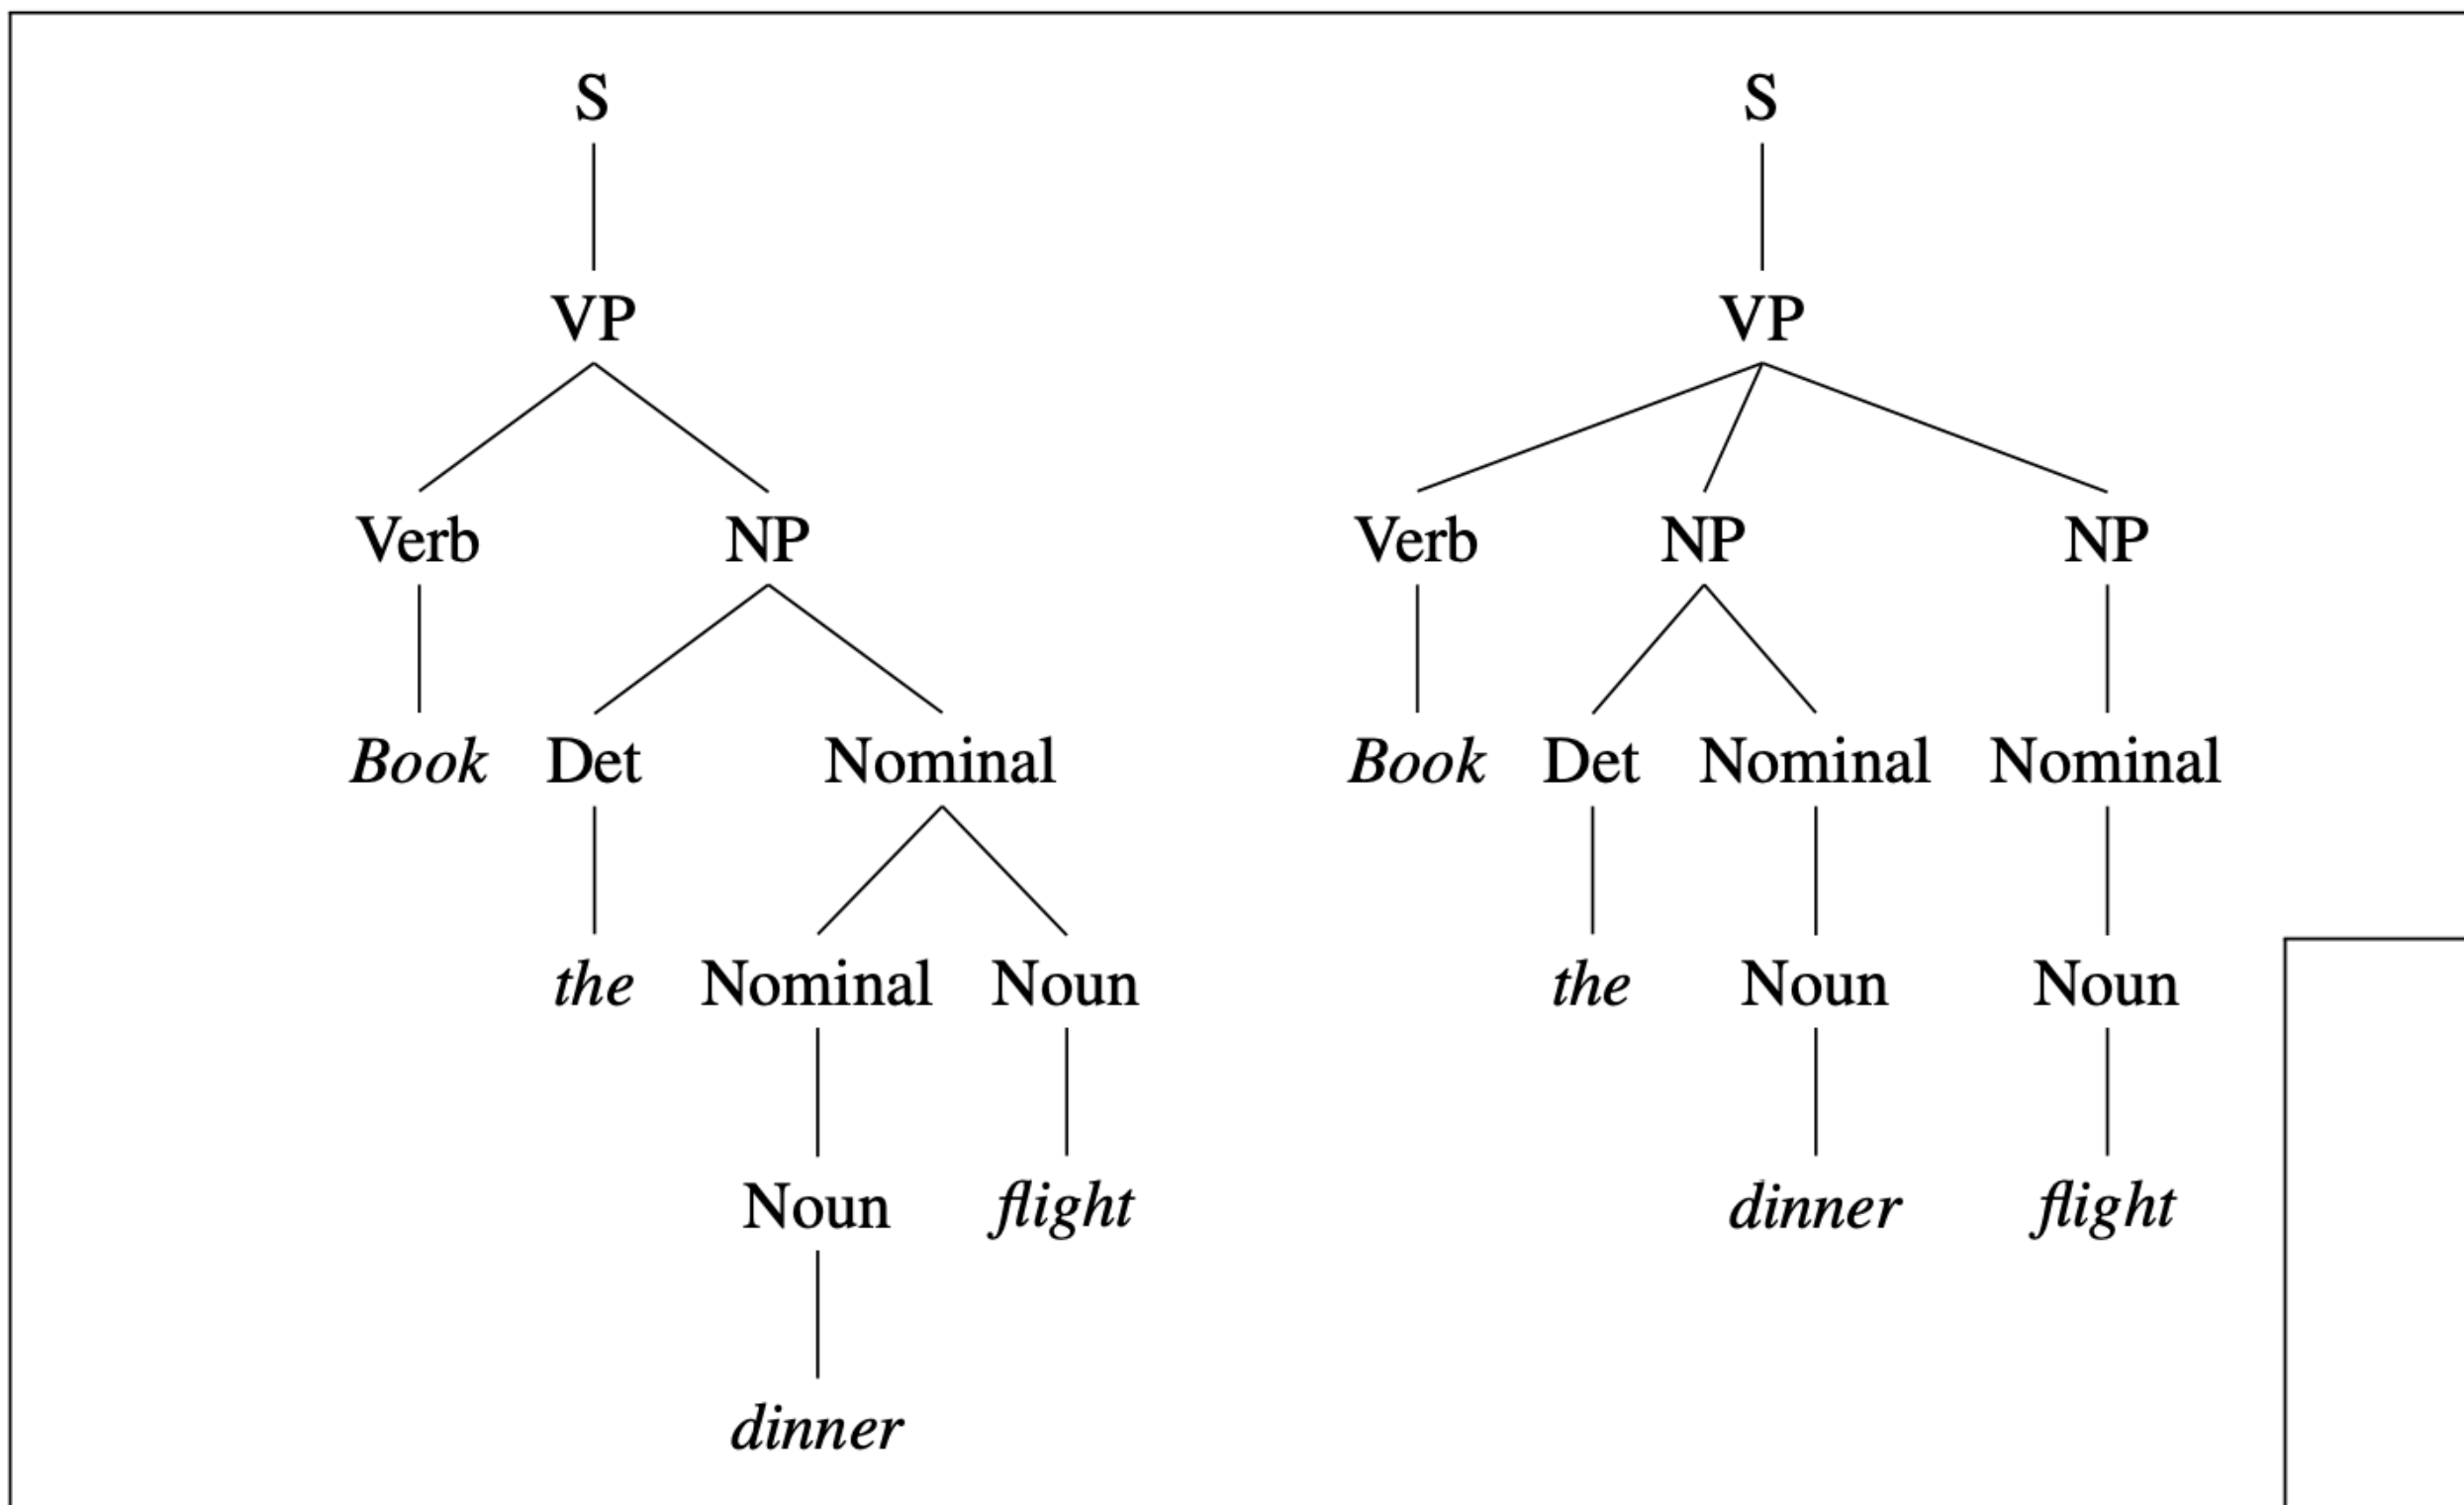 S S
VP VP
Verb NP Verb NP NP
Book Det Nominal Book Det Nominal Nominal
the Nominal Noun the Noun Noun
Noun flight dinner flight
dinner